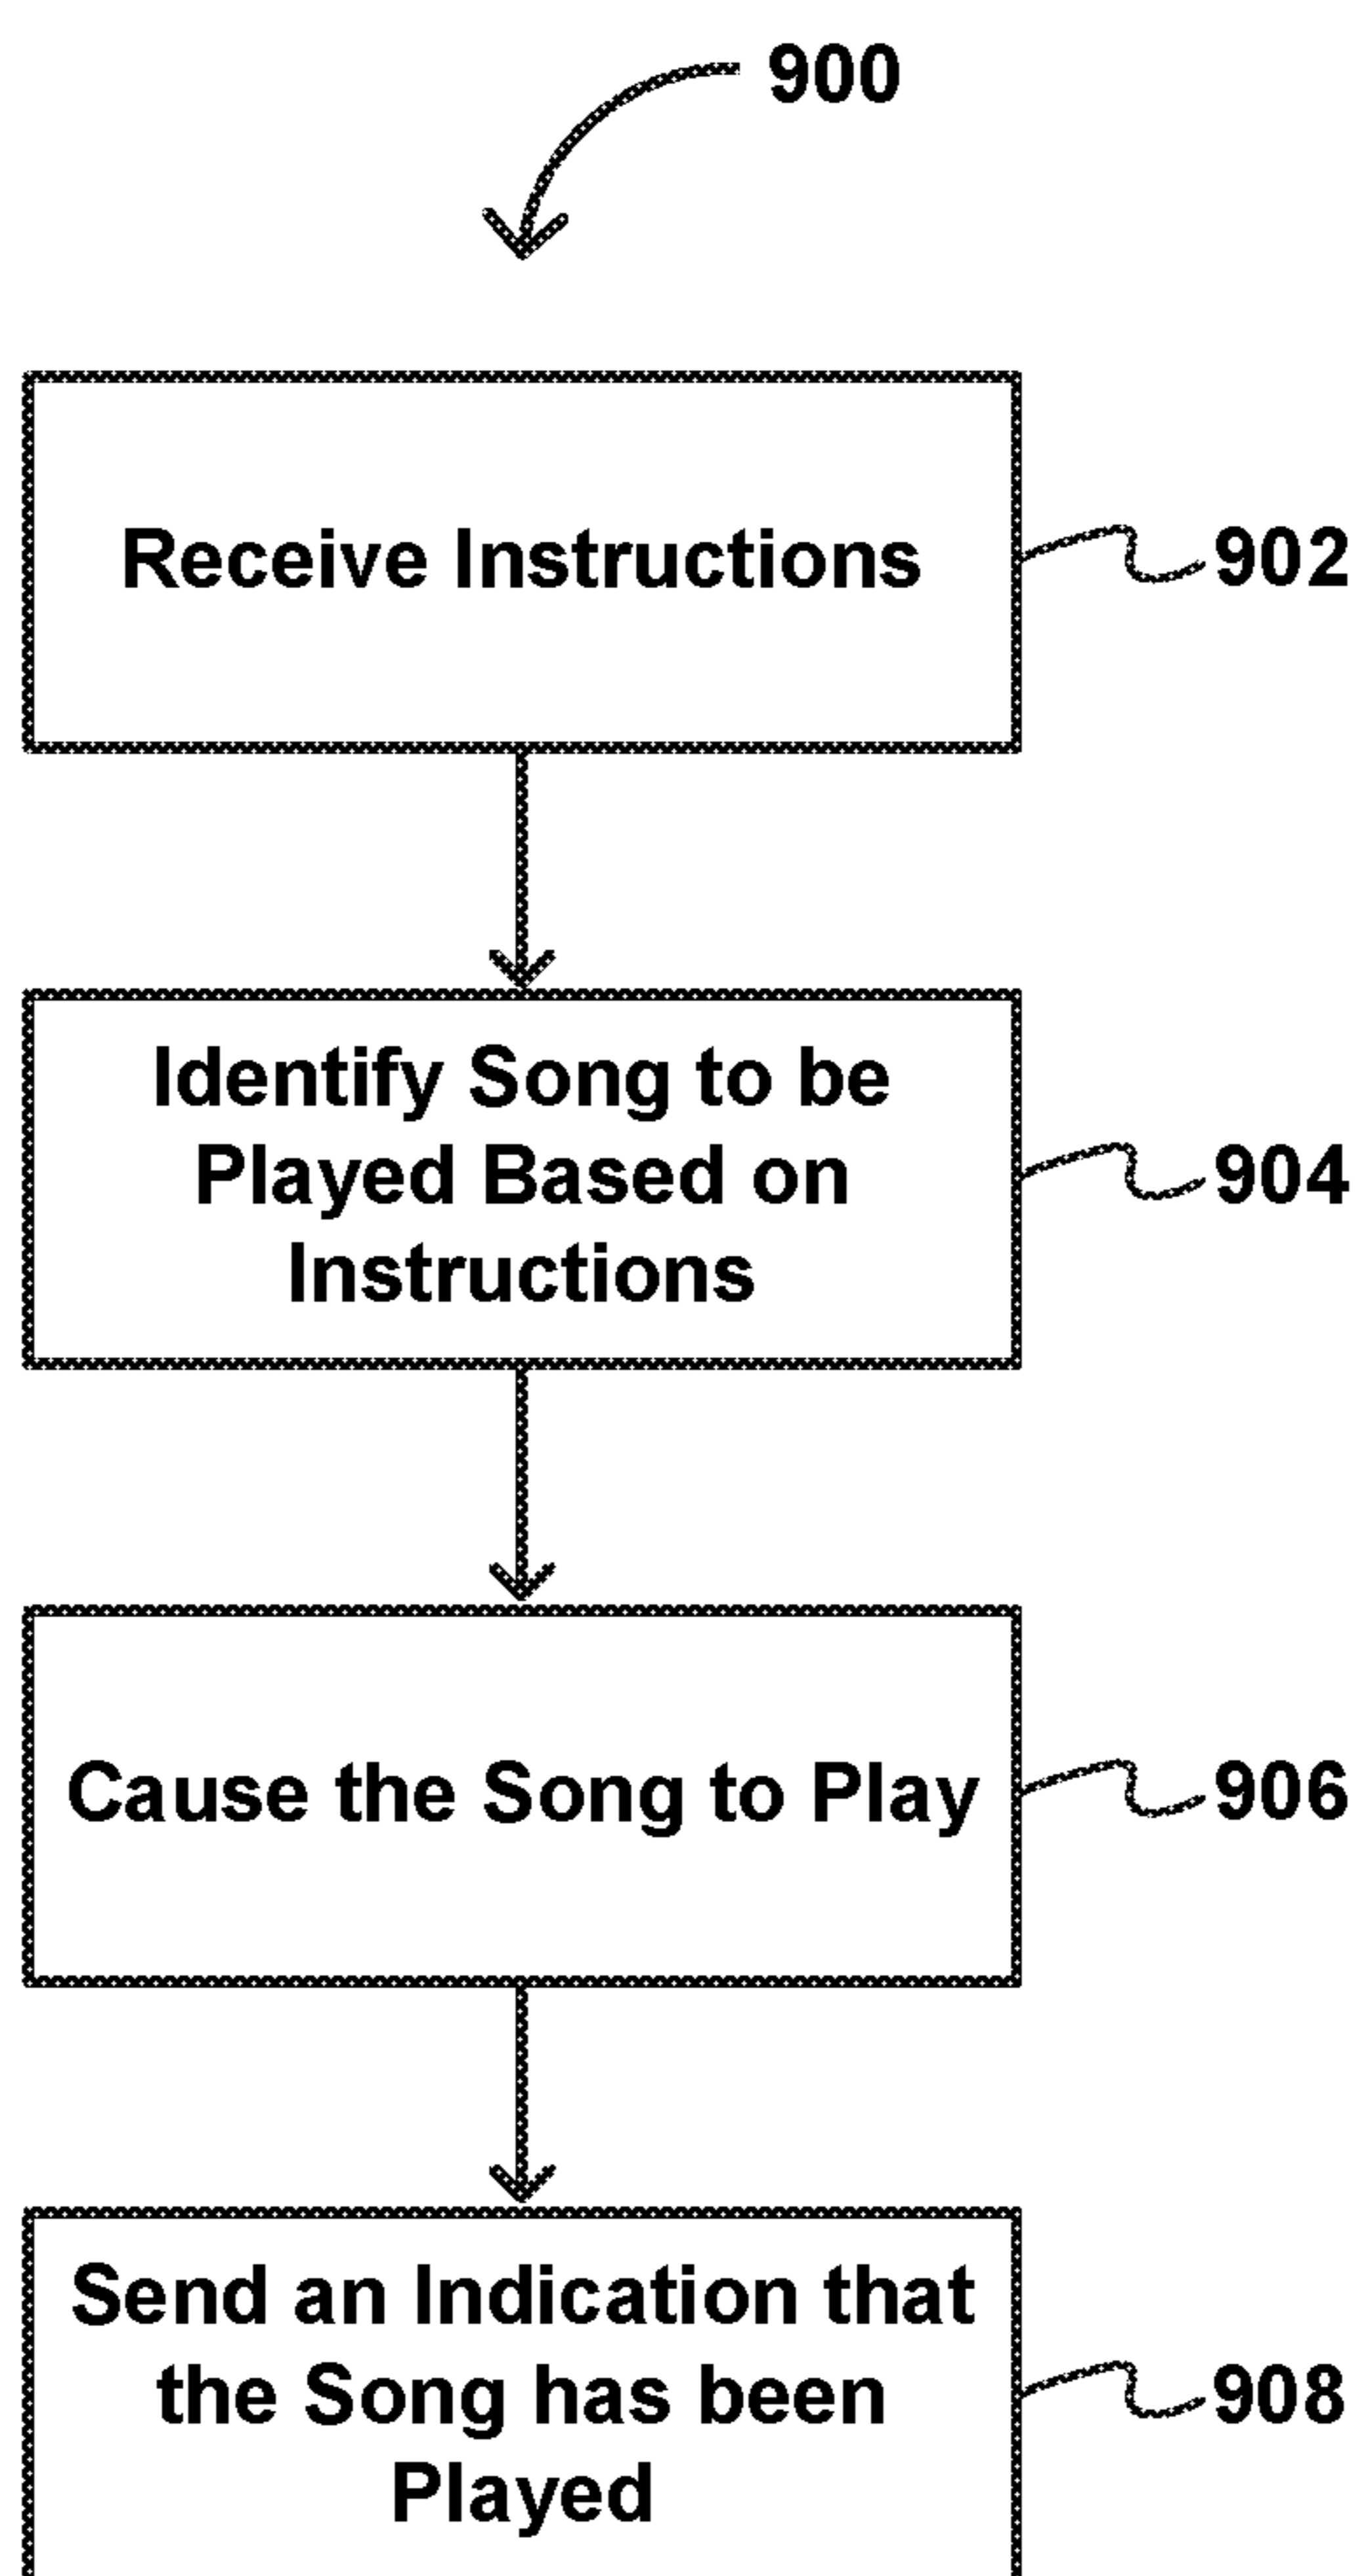 900
Receive Instructions
902
Identify Song to be
Played Based on
Instructions
904
Cause the Song to Play
906
Send an Indication that
the Song has been
Played
908